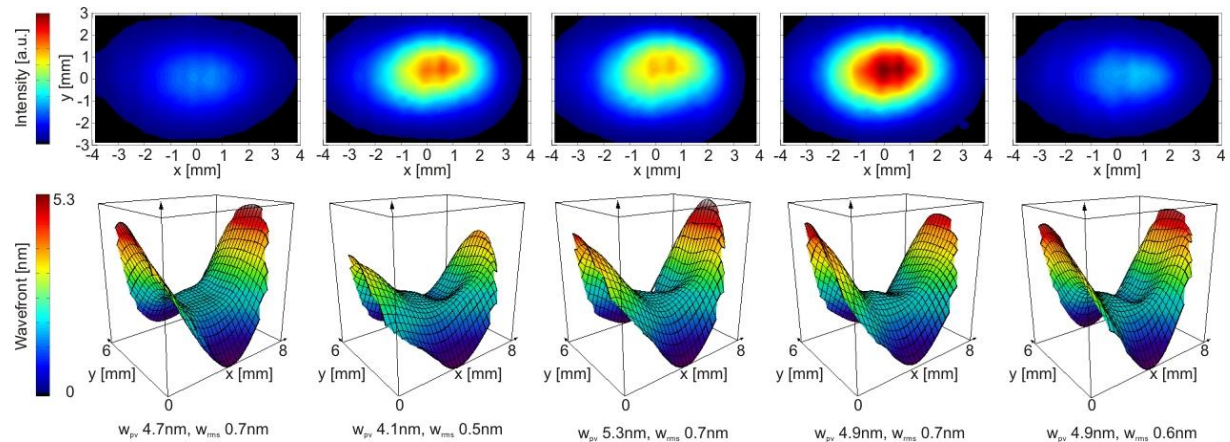 Intensity [a.u.]
y [mm]
3
2
1
0
-1
-2
-3
-4 -3 -2 -1 0 1 2 3 4
x [mm]
-4 -3 -2 -1 0 1 2 3 4
x [mm]
-4 -3 -2 -1 0 1 2 3 4
x [mm]
-4 -3 -2 -1 0 1 2 3 4
x [mm]
-4 -3 -2 -1 0 1 2 3 4
x [mm]
Wavefront [nm]
5.3
0
6 8
y [mm] x [mm]
0
6 8
y [mm] x [mm]
0
6 8
y [mm] x [mm]
0
6 8
y [mm] x [mm]
0
6 8
y [mm] x [mm]
0
w_pv 4.7nm, w_rms 0.7nm
w_pv 4.1nm, w_rms 0.5nm
w_pv 5.3nm, w_rms 0.7nm
w_pv 4.9nm, w_rms 0.7nm
w_pv 4.9nm, w_rms 0.6nm